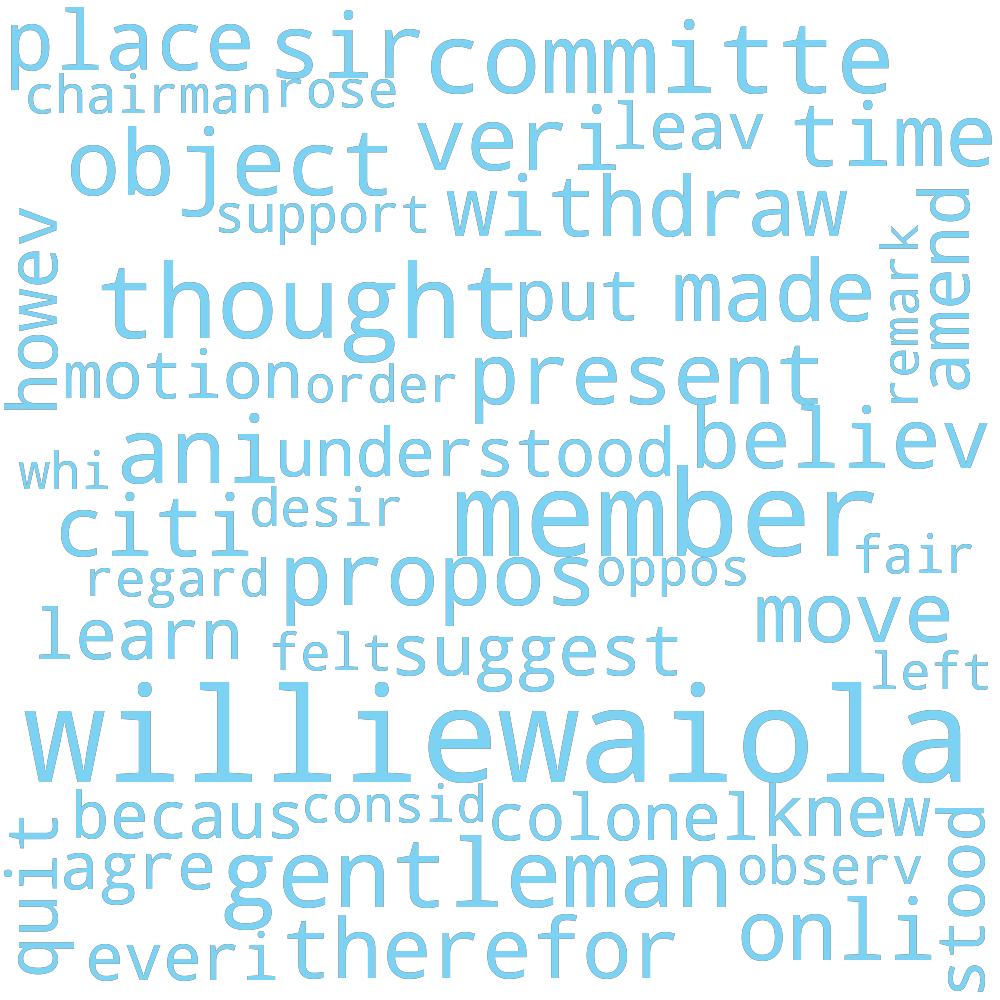 place sir committe
chairman rose
object veri leav time
support withdraw
howev
thought put made
remark
amend
motion order present
whi ani understood believ
citi desir member
regard propos oppos fair
learn felt suggest move
left
williewaiola
becaus consid colonel knew
quit
agre gentleman observ
stood
everi therefor onli